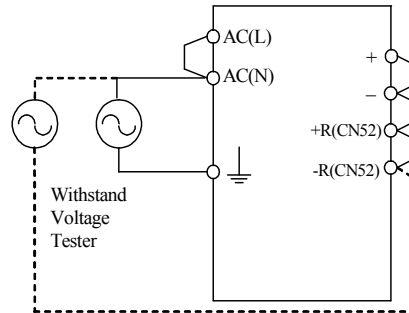 AC(L)
AC(N)
+
–
+R(CN52)
-R(CN52)
Withstand
Voltage
Tester